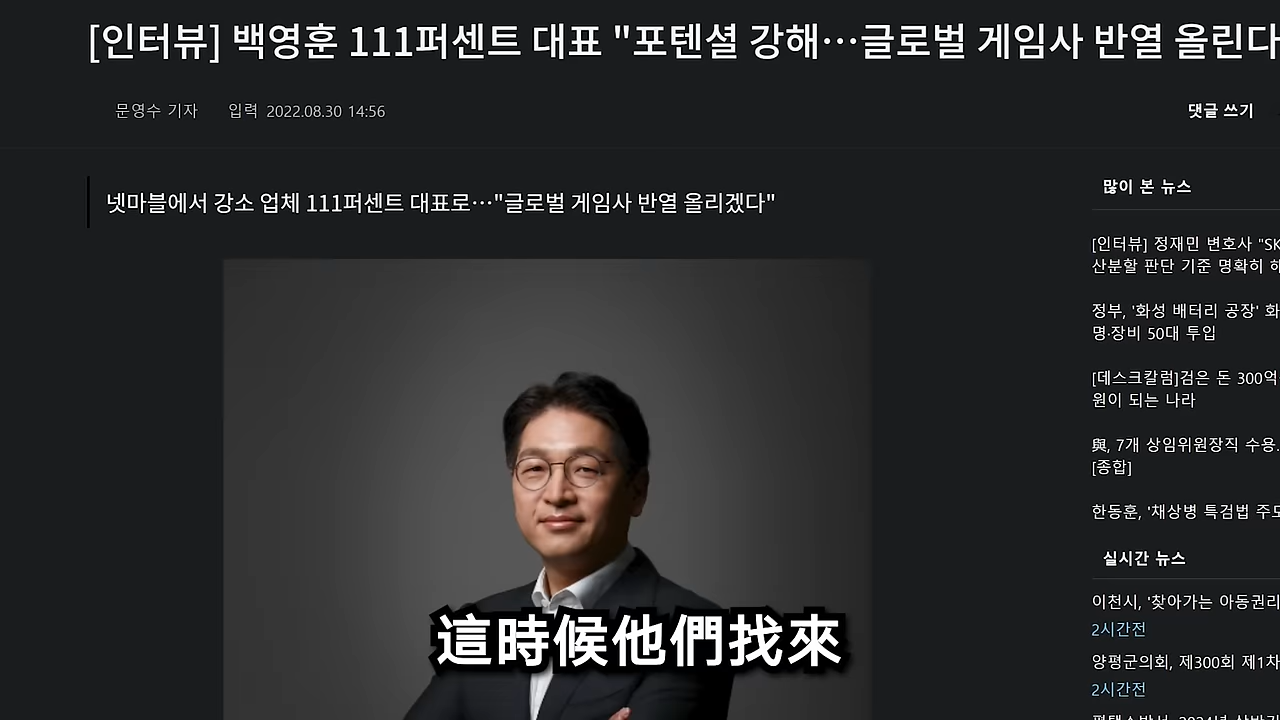 [인터뷰] 백영훈 111퍼센트 대표 "포텐셜 강해…글로벌 게임사 반열 올린다
문영수 기자 입력 2022.08.30 14:56
댓글 쓰기
넷마블에서 강소 업체 111퍼센트 대표로…"글로벌 게임사 반열 올리겠다"
많이 본 뉴스
[인터뷰] 정재민 변호사 "SK
산분할 판단 기준 명확히 해
정부, '화성 배터리 공장' 화
명·장비 50대 투입
[데스크칼럼]검은 돈 300억
원이 되는 나라
與, 7개 상임위원장직 수용
[종합]
한동훈, '채상병 특검법 주도
실시간 뉴스
이천시, '찾아가는 아동권리
2시간전
양평군의회, 제300회 제1차
2시간전
這時候他們找來